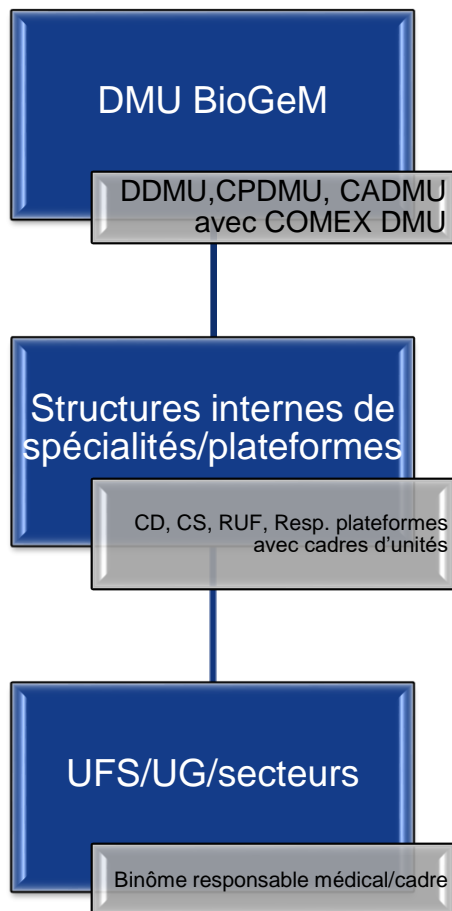 DMU BioGeM
DDMU,CPDMU, CADMU
avec COMEX DMU
Structures internes de
spécialités/plateformes
CD, CS, RUF, Resp. plateformes
avec cadres d'unités
UFS/UG/secteurs
Binôme responsable médical/cadre